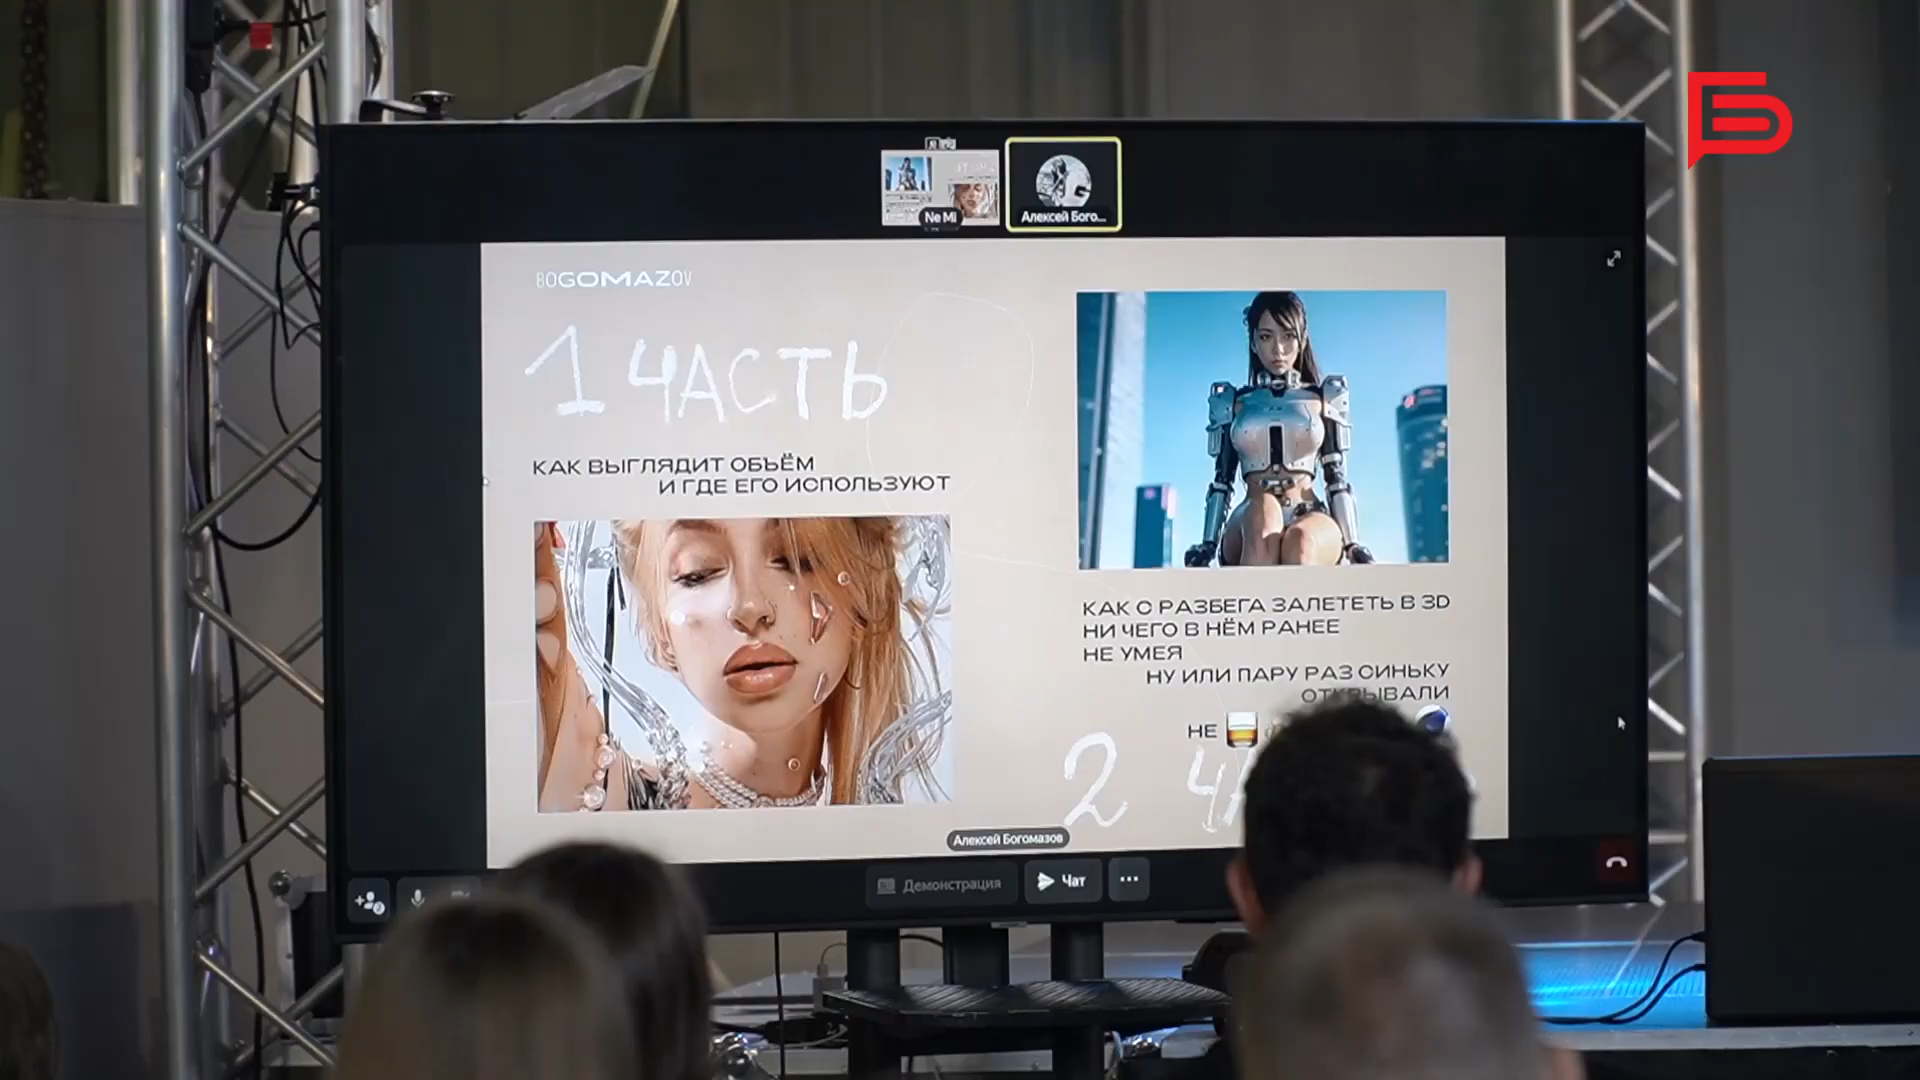 Ne Mi
Алексей Бого...
BOGOMAZOV
1 ЧАСТЬ
КАК ВЫГЛЯДИТ ОБЪЁМ
И ГДЕ ЕГО ИСПОЛЬЗУЮТ
КАК С РАЗБЕГА ЗАЛЕТЕТЬ В 3D
НИ ЧЕГО В НЁМ РАНЕЕ
НЕ УМЕЯ
НУ ИЛИ ПАРУ РАЗ СИНЬКУ
ОТКРЫВАЛИ
НЕ
2
Алексей Богомазов
Демонстрация
Чат
Б